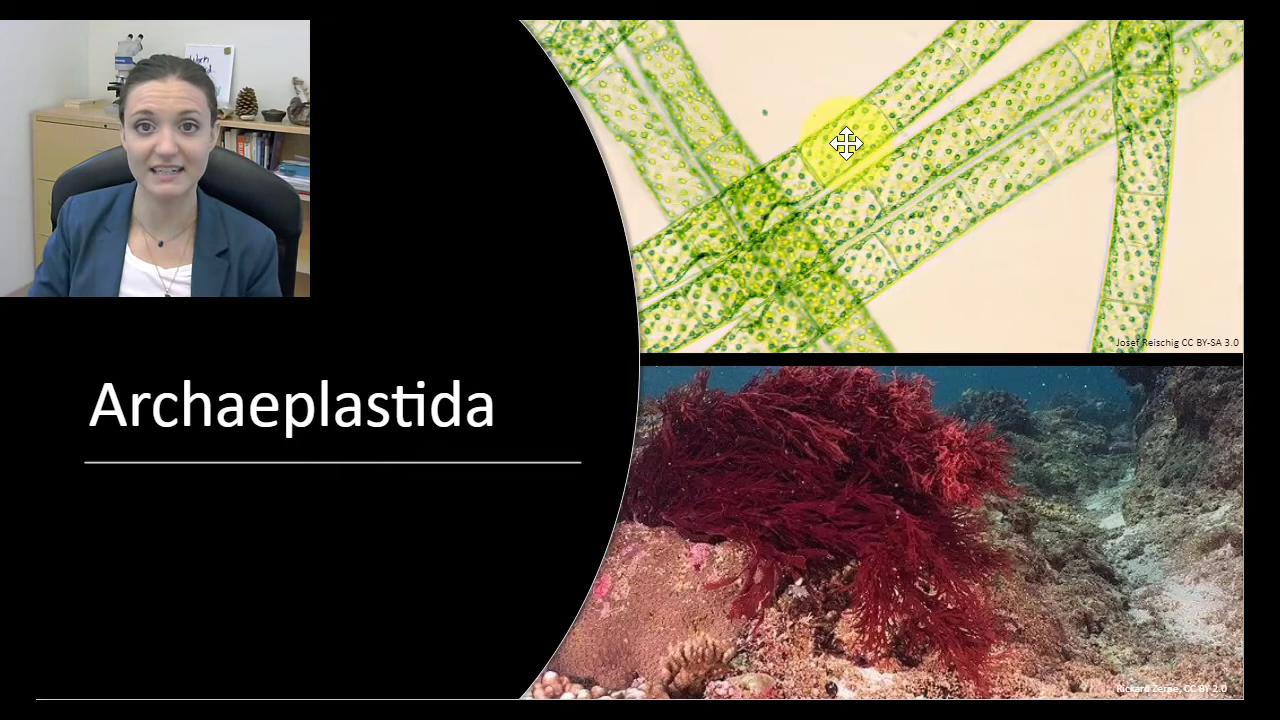 Archaeplastida
Josef Reischig CC BY-SA 3.0
Rickard Zerpe, CC BY 2.0